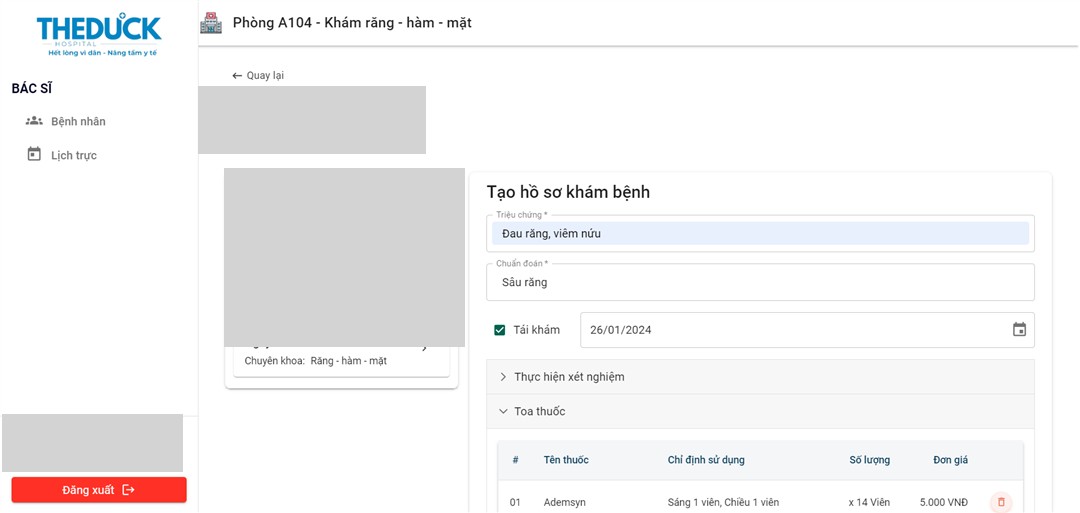 THEDUCK
HOSPITAL
Hết lòng vì dân - Nâng tầm y tế
Phòng A104 - Khám răng - hàm - mặt
BÁC SĨ
Bệnh nhân
Lịch trực
Đăng xuất
Quay lại
Chuyên khoa: Răng - hàm - mặt
Tạo hồ sơ khám bệnh
Triệu chứng *
Đau răng, viêm nứu
Chuẩn đoán *
Sâu răng
Tái khám
26/01/2024
Thực hiện xét nghiệm
Toa thuốc
# Tên thuốc Chỉ định sử dụng Số lượng Đơn giá
01 Ademsyn Sáng 1 viên, Chiều 1 viên x 14 Viên 5.000 VNĐ